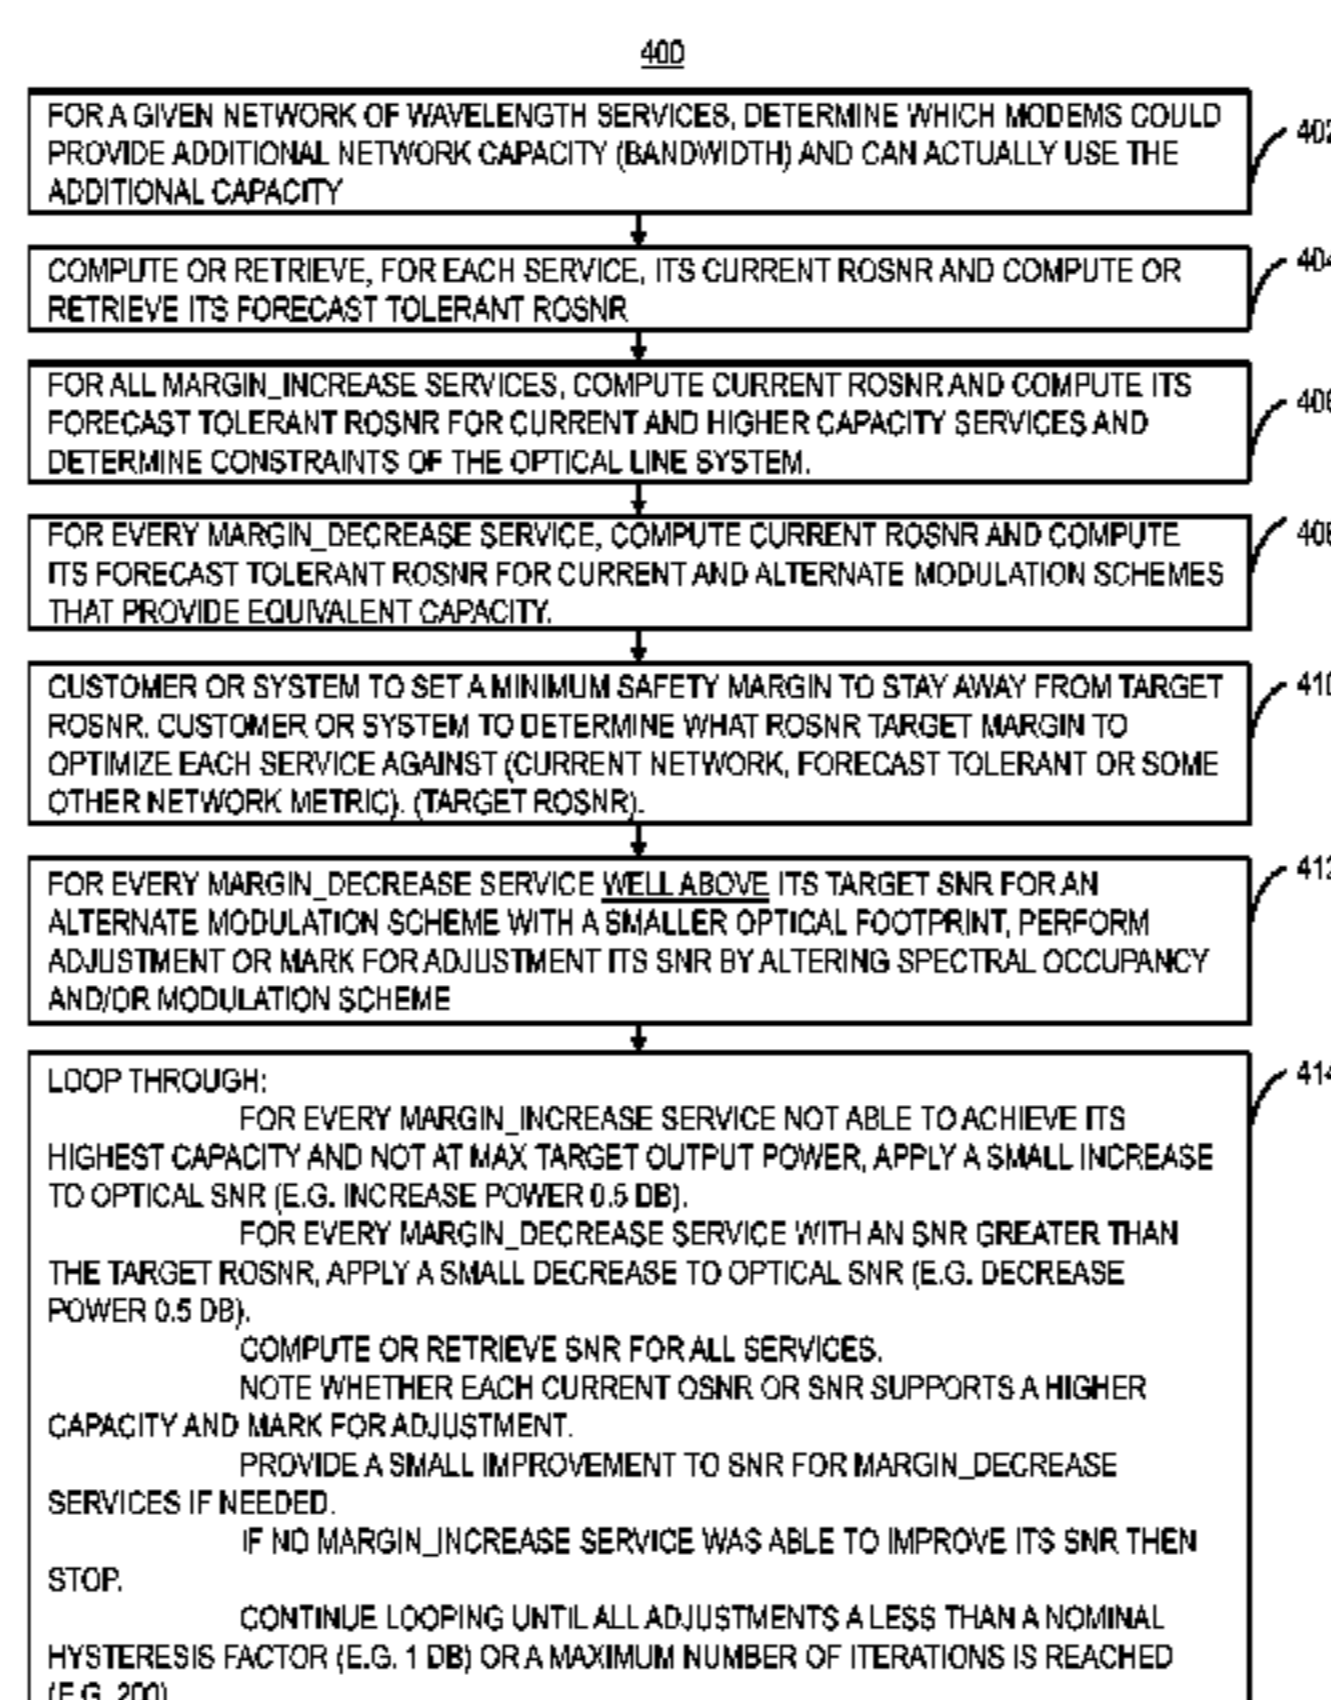 400
FOR A GIVEN NETWORK OF WAVELENGTH SERVICES, DETERMINE WHICH MODEMS COULD
PROVIDE ADDITIONAL NETWORK CAPACITY (BANDWIDTH) AND CAN ACTUALLY USE THE
ADDITIONAL CAPACITY
402
COMPUTE OR RETRIEVE, FOR EACH SERVICE, ITS CURRENT ROSNR AND COMPUTE OR
RETRIEVE ITS FORECAST TOLERANT ROSNR
404
FOR ALL MARGIN_INCREASE SERVICES, COMPUTE CURRENT ROSNR AND COMPUTE ITS
FORECAST TOLERANT ROSNR FOR CURRENT AND HIGHER CAPACITY SERVICES AND
DETERMINE CONSTRAINTS OF THE OPTICAL LINE SYSTEM.
406
FOR EVERY MARGIN_DECREASE SERVICE, COMPUTE CURRENT ROSNR AND COMPUTE
ITS FORECAST TOLERANT ROSNR FOR CURRENT AND ALTERNATE MODULATION SCHEMES
THAT PROVIDE EQUIVALENT CAPACITY.
408
CUSTOMER OR SYSTEM TO SET A MINIMUM SAFETY MARGIN TO STAY AWAY FROM TARGET
ROSNR. CUSTOMER OR SYSTEM TO DETERMINE WHAT ROSNR TARGET MARGIN TO
OPTIMIZE EACH SERVICE AGAINST (CURRENT NETWORK, FORECAST TOLERANT OR SOME
OTHER NETWORK METRIC). (TARGET ROSNR).
410
FOR EVERY MARGIN_DECREASE SERVICE WELL ABOVE ITS TARGET SNR FOR AN
ALTERNATE MODULATION SCHEME WITH A SMALLER OPTICAL FOOTPRINT, PERFORM
ADJUSTMENT OR MARK FOR ADJUSTMENT ITS SNR BY ALTERING SPECTRAL OCCUPANCY
AND/OR MODULATION SCHEME
412
LOOP THROUGH:
FOR EVERY MARGIN_INCREASE SERVICE NOT ABLE TO ACHIEVE ITS
HIGHEST CAPACITY AND NOT AT MAX TARGET OUTPUT POWER, APPLY A SMALL INCREASE
TO OPTICAL SNR (E.G. INCREASE POWER 0.5 DB).
FOR EVERY MARGIN_DECREASE SERVICE WITH AN SNR GREATER THAN
THE TARGET ROSNR, APPLY A SMALL DECREASE TO OPTICAL SNR (E.G. DECREASE
POWER 0.5 DB).
COMPUTE OR RETRIEVE SNR FOR ALL SERVICES.
NOTE WHETHER EACH CURRENT OSNR OR SNR SUPPORTS A HIGHER
CAPACITY AND MARK FOR ADJUSTMENT.
PROVIDE A SMALL IMPROVEMENT TO SNR FOR MARGIN_DECREASE
SERVICES IF NEEDED.
IF NO MARGIN_INCREASE SERVICE WAS ABLE TO IMPROVE ITS SNR THEN
STOP.
CONTINUE LOOPING UNTIL ALL ADJUSTMENTS A LESS THAN A NOMINAL
HYSTERESIS FACTOR (E.G. 1 DB) OR A MAXIMUM NUMBER OF ITERATIONS IS REACHED
(E.G. 200)
414